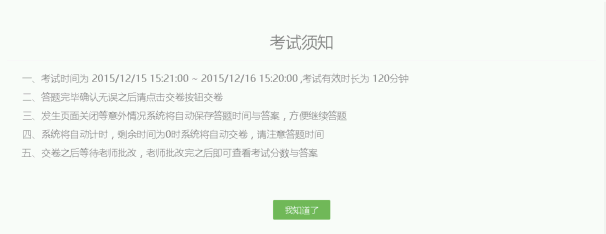 考试须知
一、考试时间为 2015/12/15 15:21:00 ~ 2015/12/16 15:20:00 ,考试有效时长为 120分钟
二、答题完毕确认无误之后请点击交卷按钮交卷
三、发生页面关闭等意外情况系统将自动保存答题时间与答案，方便继续答题
四、系统将自动计时，剩余时间为0时系统将自动交卷，请注意答题时间
五、交卷之后等待老师批改，老师批改完之后即可查看考试分数与答案
我知道了